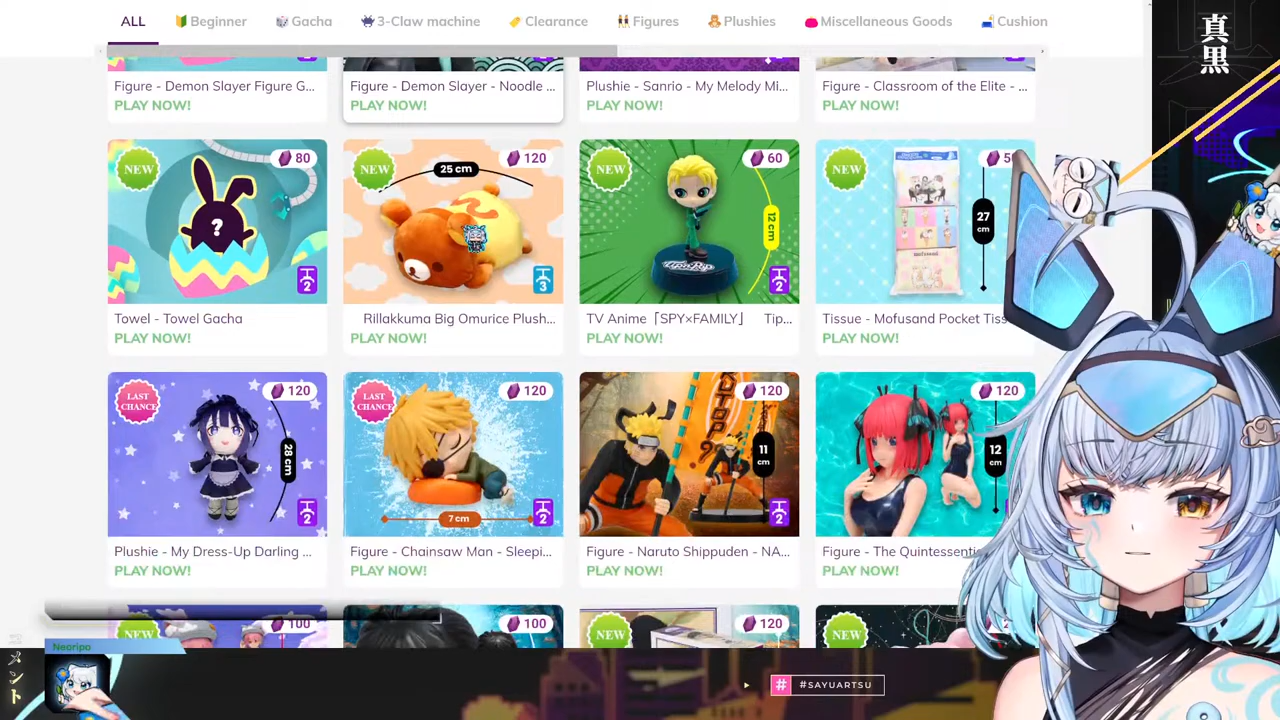 ALL
Beginner
Gacha
3-Claw machine
Clearance
Figures
Plushies
Miscellaneous Goods
Cushion
真黒
Figure - Demon Slayer Figure G...
PLAY NOW!
Figure - Demon Slayer - Noodle ...
PLAY NOW!
Plushie - Sanrio - My Melody Mi...
PLAY NOW!
Figure - Classroom of the Elite - ...
PLAY NOW!
NEW
80
?
2
Towel - Towel Gacha
PLAY NOW!
NEW
120
25 cm
3
Rillakkuma Big Omurice Plush...
PLAY NOW!
NEW
60
12 cm
2
TV Anime「SPY×FAMILY」 Tip...
PLAY NOW!
NEW
27
cm
mofusand
Tissue - Mofusand Pocket Tiss
PLAY NOW!
LAST
CHANCE
120
28 cm
2
Plushie - My Dress-Up Darling ...
PLAY NOW!
LAST
CHANCE
120
7 cm
2
Figure - Chainsaw Man - Sleepi...
PLAY NOW!
120
11
cm
2
Figure - Naruto Shippuden - NA...
PLAY NOW!
120
12
cm
Figure - The Quintessenti
PLAY NOW!
NEW
100
100
NEW
120
NEW
Neoripo
# #SAYUARTSU